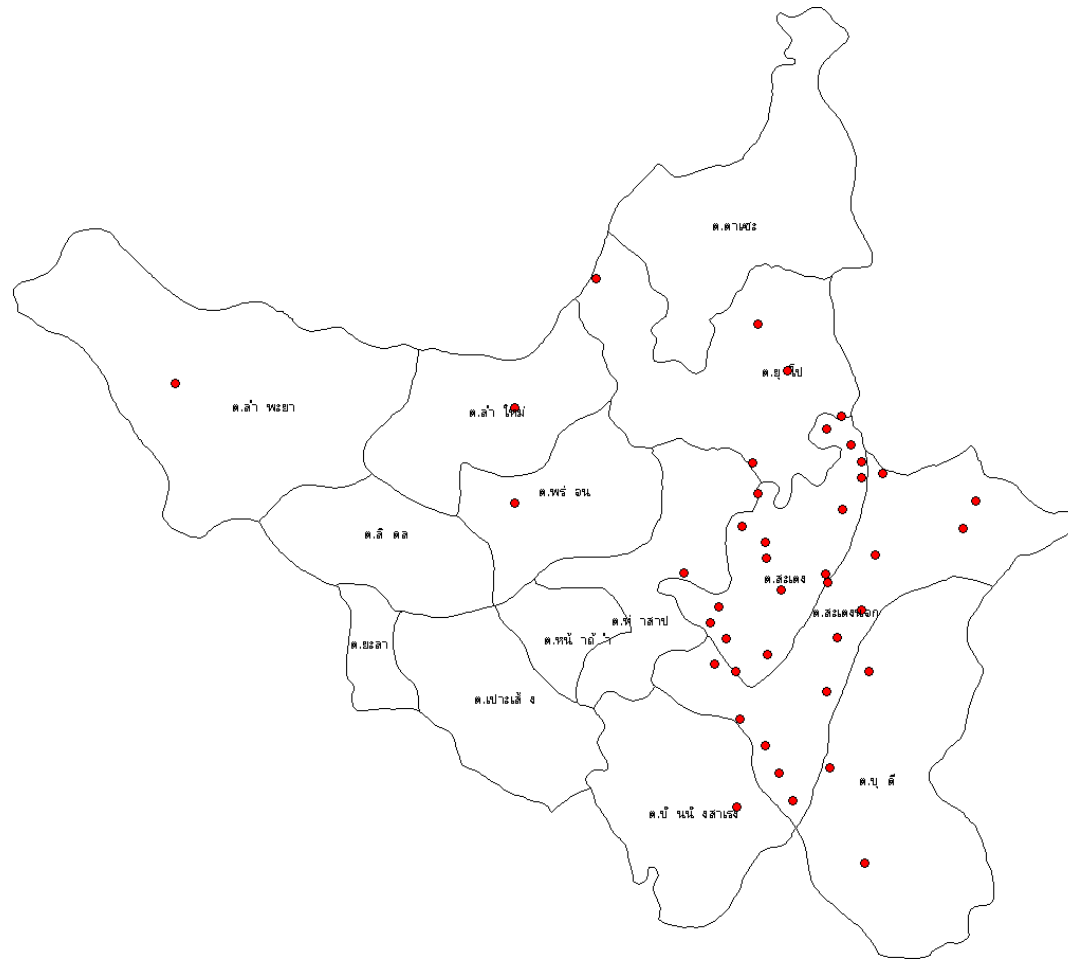 ต.ตาเซะ
ต.ยุโป
ต.ลำ พะยา
ต.ลำ ใหม่
ต.พร่ อน
ต.ลิ ดล
ต.สะเตง
ต.สะเตงนอก
ต.ท่ าสาป
ต.หน้ าถ้ำ
ต.ยะลา
ต.เปาะเส้ ง
ต.บุ ดี
ต.บั นนั งสาเรง